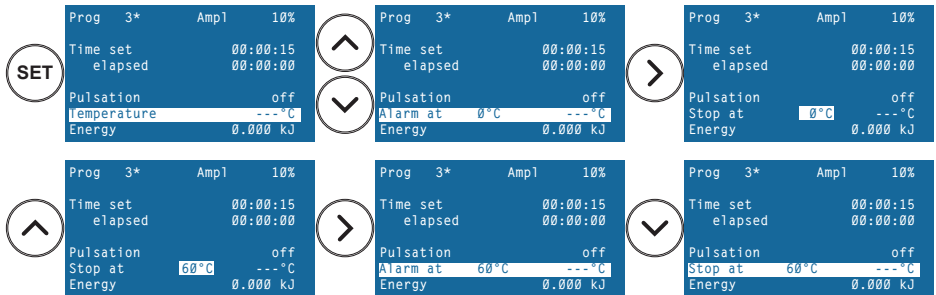 SET
Prog 3* Ampl 10%
Time set 00:00:15
elapsed 00:00:00
Pulsation off
Temperature ---°C
Energy 0.000 kJ
Prog 3* Ampl 10%
Time set 00:00:15
elapsed 00:00:00
Pulsation off
Alarm at 0°C ---°C
Energy 0.000 kJ
Prog 3* Ampl 10%
Time set 00:00:15
elapsed 00:00:00
Pulsation off
Stop at 0°C ---°C
Energy 0.000 kJ
Prog 3* Ampl 10%
Time set 00:00:15
elapsed 00:00:00
Pulsation off
Stop at 60°C ---°C
Energy 0.000 kJ
Prog 3* Ampl 10%
Time set 00:00:15
elapsed 00:00:00
Pulsation off
Alarm at 60°C ---°C
Energy 0.000 kJ
Prog 3* Ampl 10%
Time set 00:00:15
elapsed 00:00:00
Pulsation off
Stop at 60°C ---°C
Energy 0.000 kJ